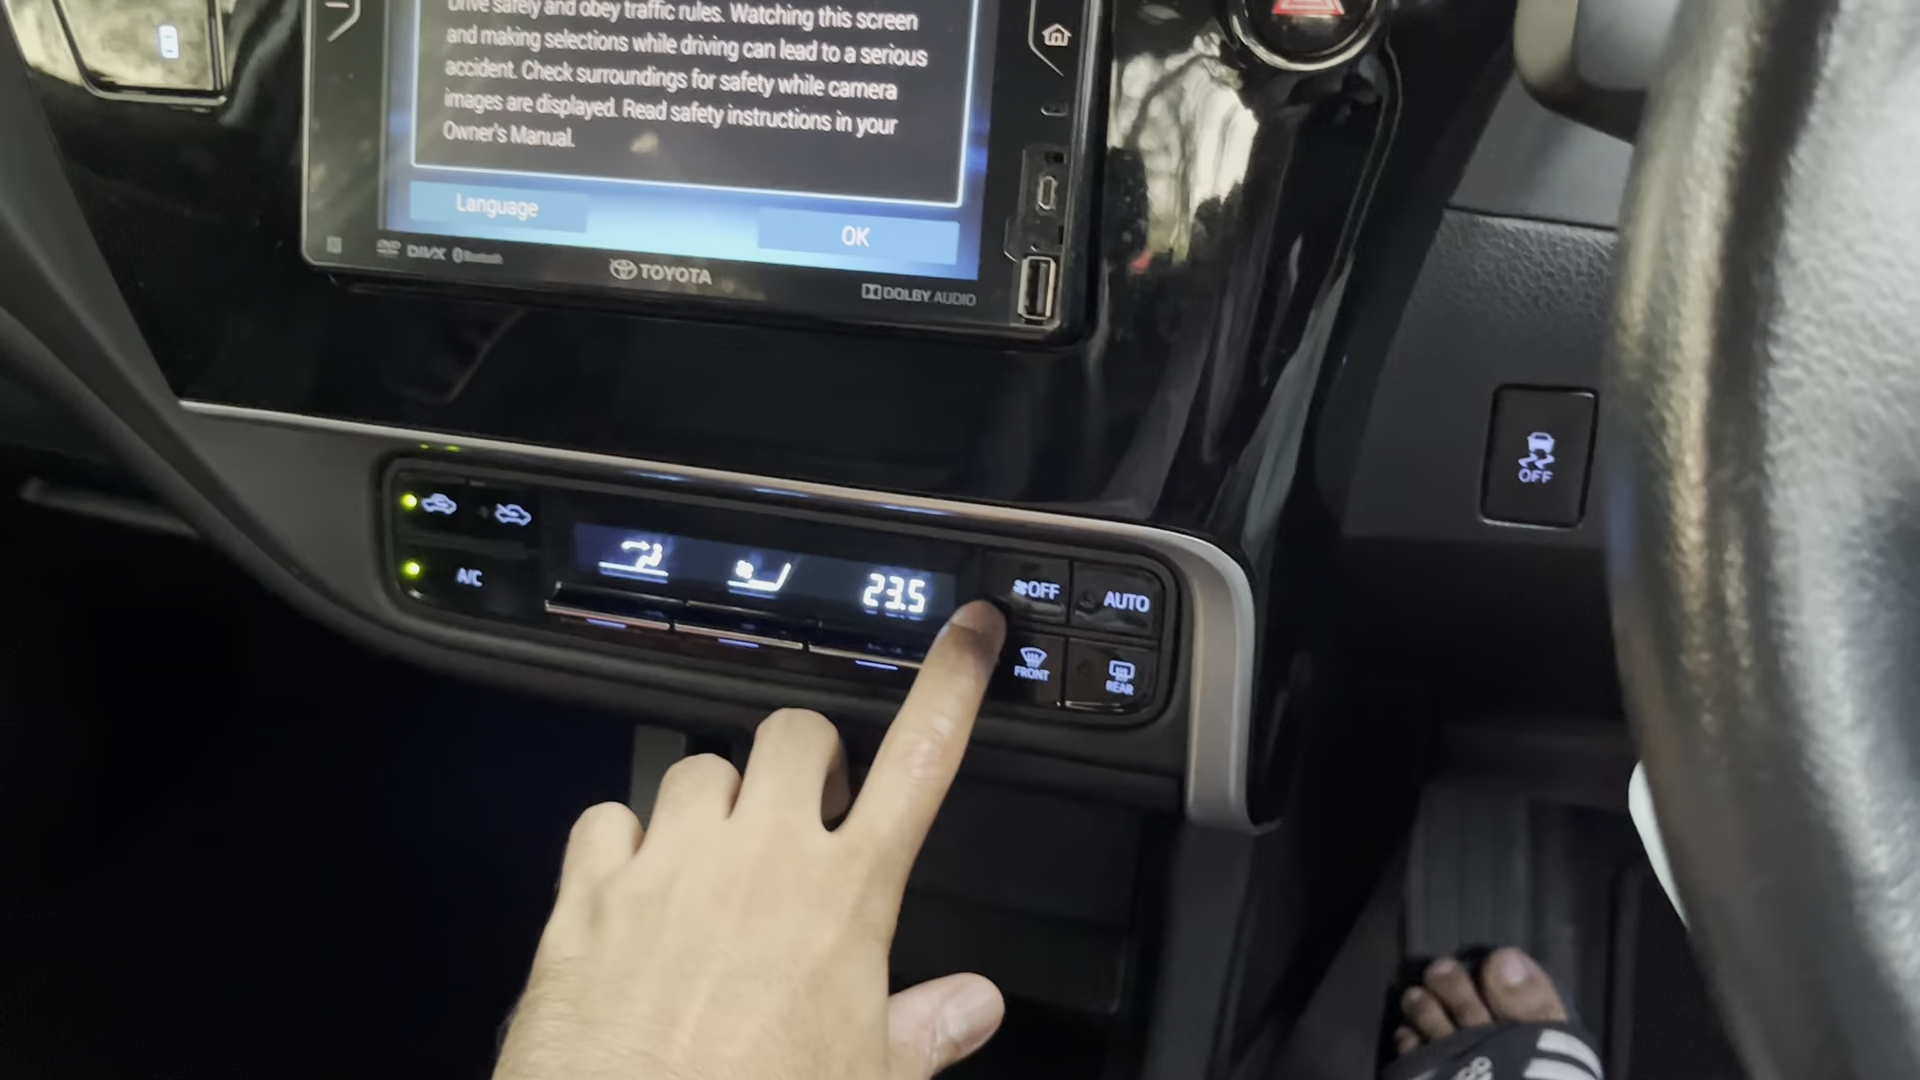 Drive safely and obey traffic rules. Watching this screen
and making selections while driving can lead to a serious
accident. Check surroundings for safety while camera
images are displayed. Read safety instructions in your
Owner's Manual.
Language
OK
DVD DIVX Bluetooth
TOYOTA
DOLBY AUDIO
OFF
A/C
23.5
OFF
AUTO
FRONT
REAR